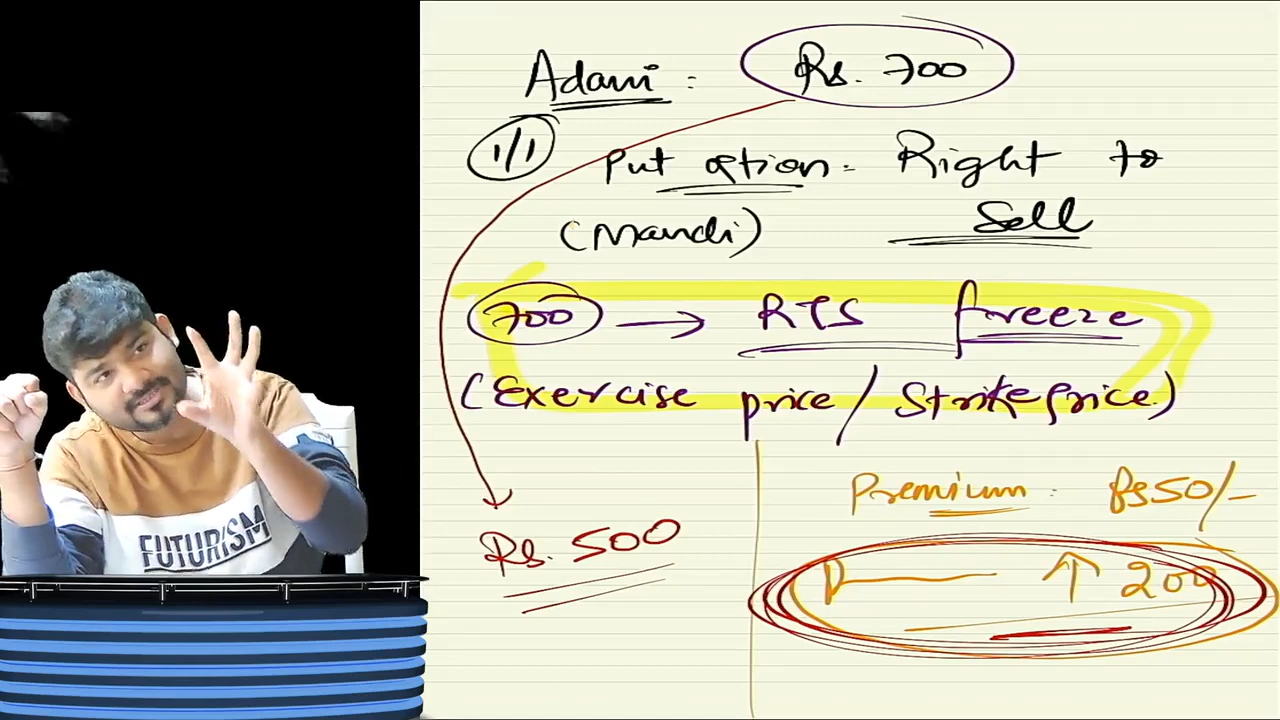 Adani : Rs. 700
1/1 Put option = Right to
(Mandi) Sell
700 → RTS freeze
(Exercise price / Strike price)
Premium : Rs 50/-
Rs. 500
P ↑ 200
FUTURISM